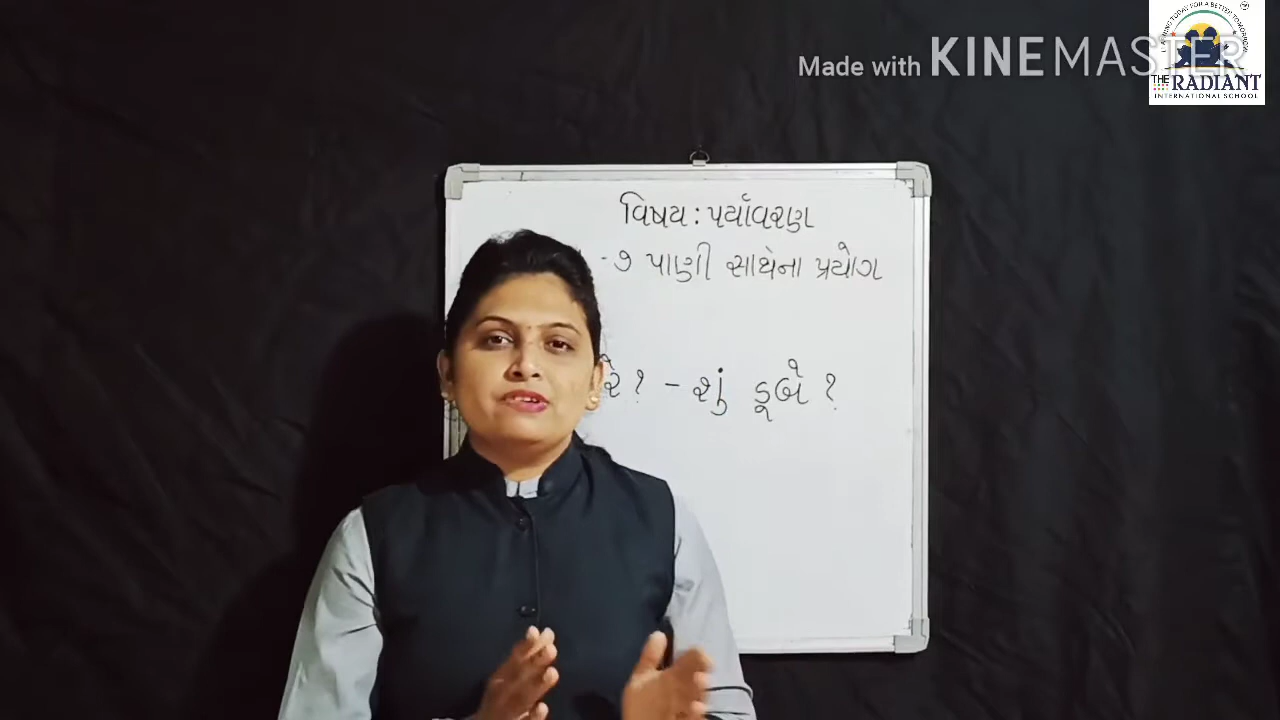 Made with KINEMASTER
THE RADIANT
INTERNATIONAL SCHOOL
વિષય : પર્યાવરણ
- ૭ પાણી સાથેના પ્રયોગ
રે ? - શું ડૂબે ?